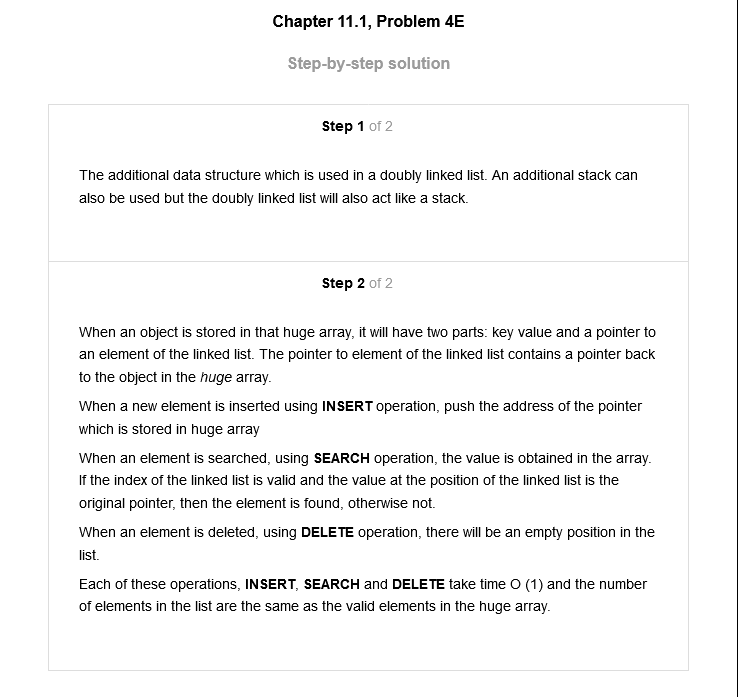 Chapter 11.1, Problem 4E
Step-by-step solution
Step 1 of 2
The additional data structure which is used in a doubly linked list. An additional stack can
also be used but the doubly linked list will also act like a stack.
Step 2 of 2
When an object is stored in that huge array, it will have two parts: key value and a pointer to
an element of the linked list. The pointer to element of the linked list contains a pointer back
to the object in the huge array.
When a new element is inserted using INSERT operation, push the address of the pointer
which is stored in huge array
When an element is searched, using SEARCH operation, the value is obtained in the array.
If the index of the linked list is valid and the value at the position of the linked list is the
original pointer, then the element is found, otherwise not.
When an element is deleted, using DELETE operation, there will be an empty position in the
list.
Each of these operations, INSERT, SEARCH and DELETE take time O (1) and the number
of elements in the list are the same as the valid elements in the huge array.